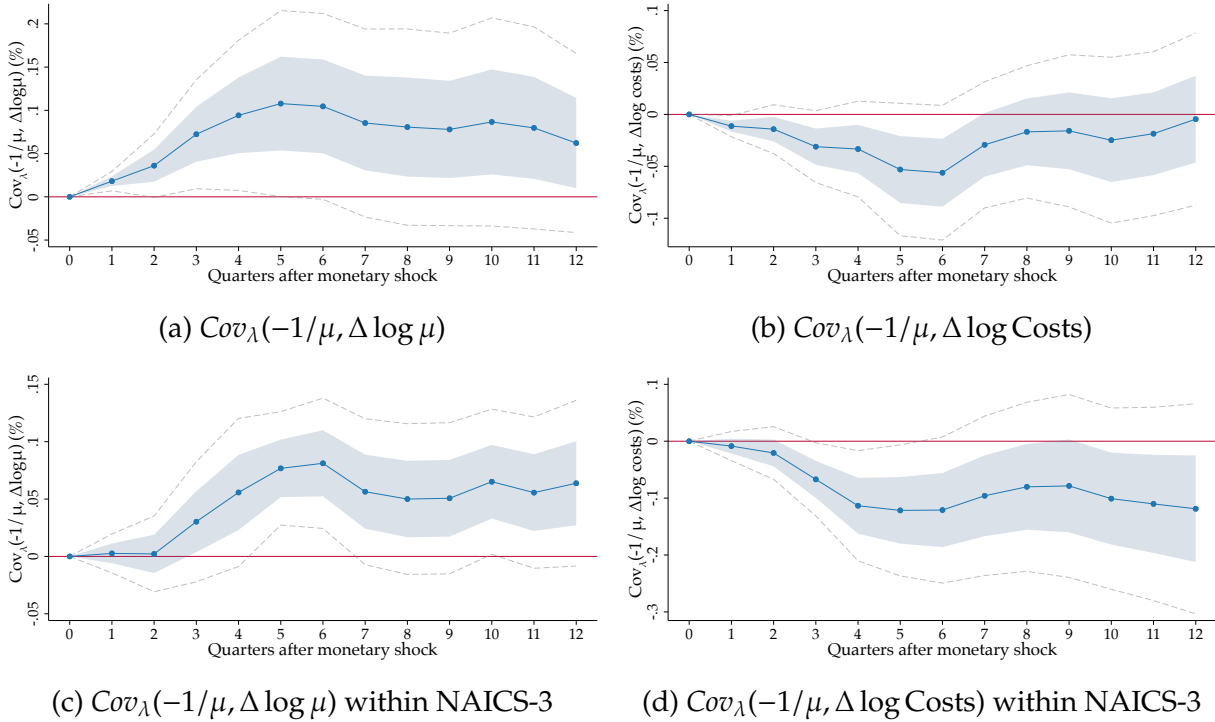 Cov_λ(-1/μ, Δlogμ) (%)
.2
.15
.1
.05
0
-.05
0 1 2 3 4 5 6 7 8 9 10 11 12
Quarters after monetary shock
(a) Cov_λ(−1/μ, Δ log μ)
Cov_λ(-1/μ, Δlog costs) (%)
.1
.05
0
-.05
-.1
0 1 2 3 4 5 6 7 8 9 10 11 12
Quarters after monetary shock
(b) Cov_λ(−1/μ, Δ log Costs)
Cov_λ(-1/μ, Δlogμ) (%)
.15
.1
.05
0
-.05
0 1 2 3 4 5 6 7 8 9 10 11 12
Quarters after monetary shock
(c) Cov_λ(−1/μ, Δ log μ) within NAICS-3
Cov_λ(-1/μ, Δlog costs) (%)
.1
0
-.1
-.2
-.3
0 1 2 3 4 5 6 7 8 9 10 11 12
Quarters after monetary shock
(d) Cov_λ(−1/μ, Δ log Costs) within NAICS-3